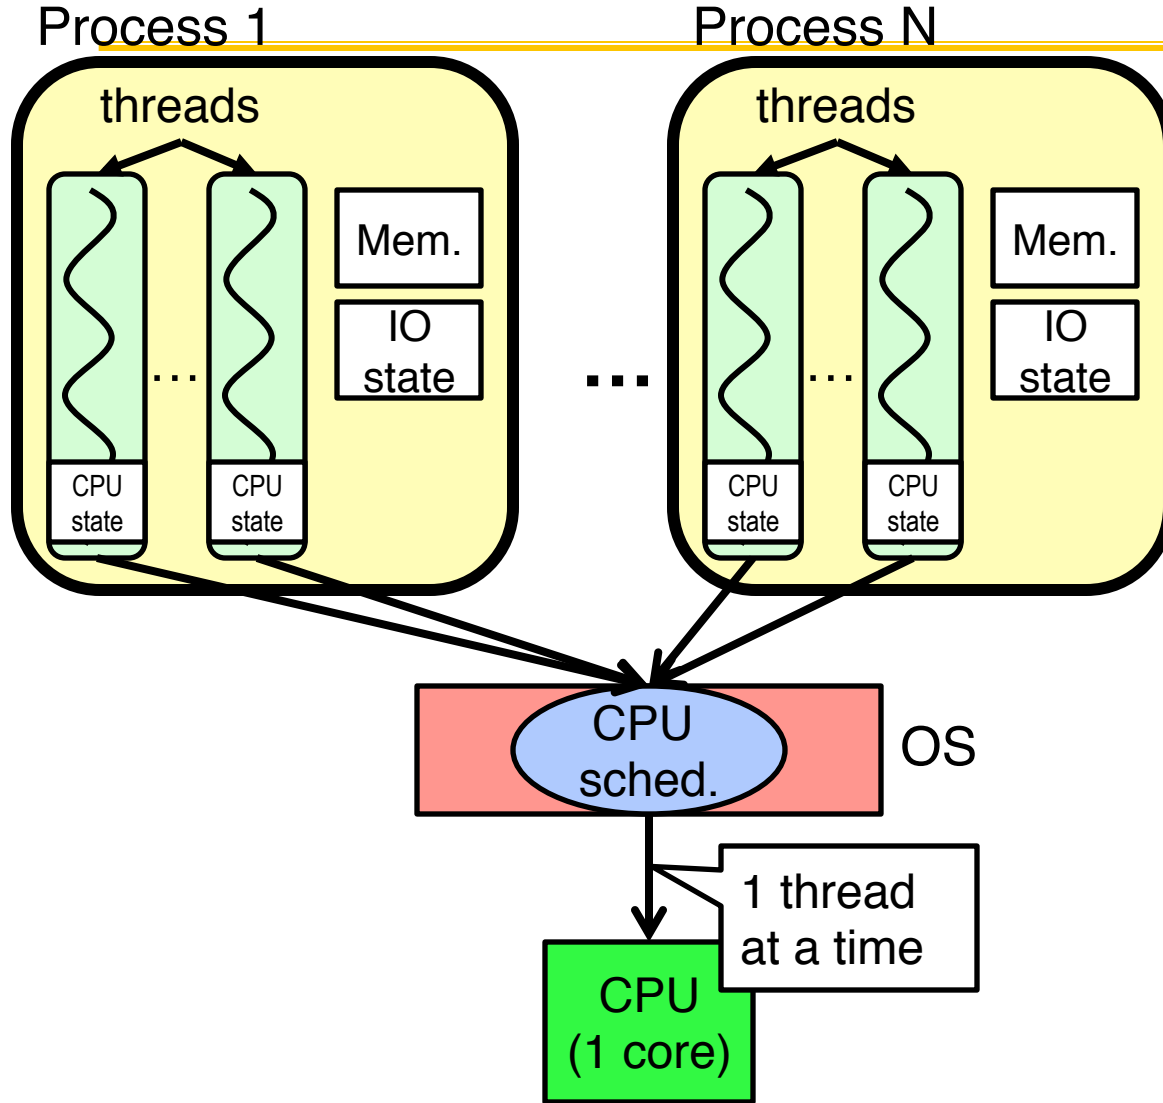 Process 1
Process N
threads
threads
Mem.
IO
state
…
CPU
state
CPU
state
…
Mem.
IO
state
…
CPU
state
CPU
state
CPU
sched.
OS
1 thread
at a time
CPU
(1 core)